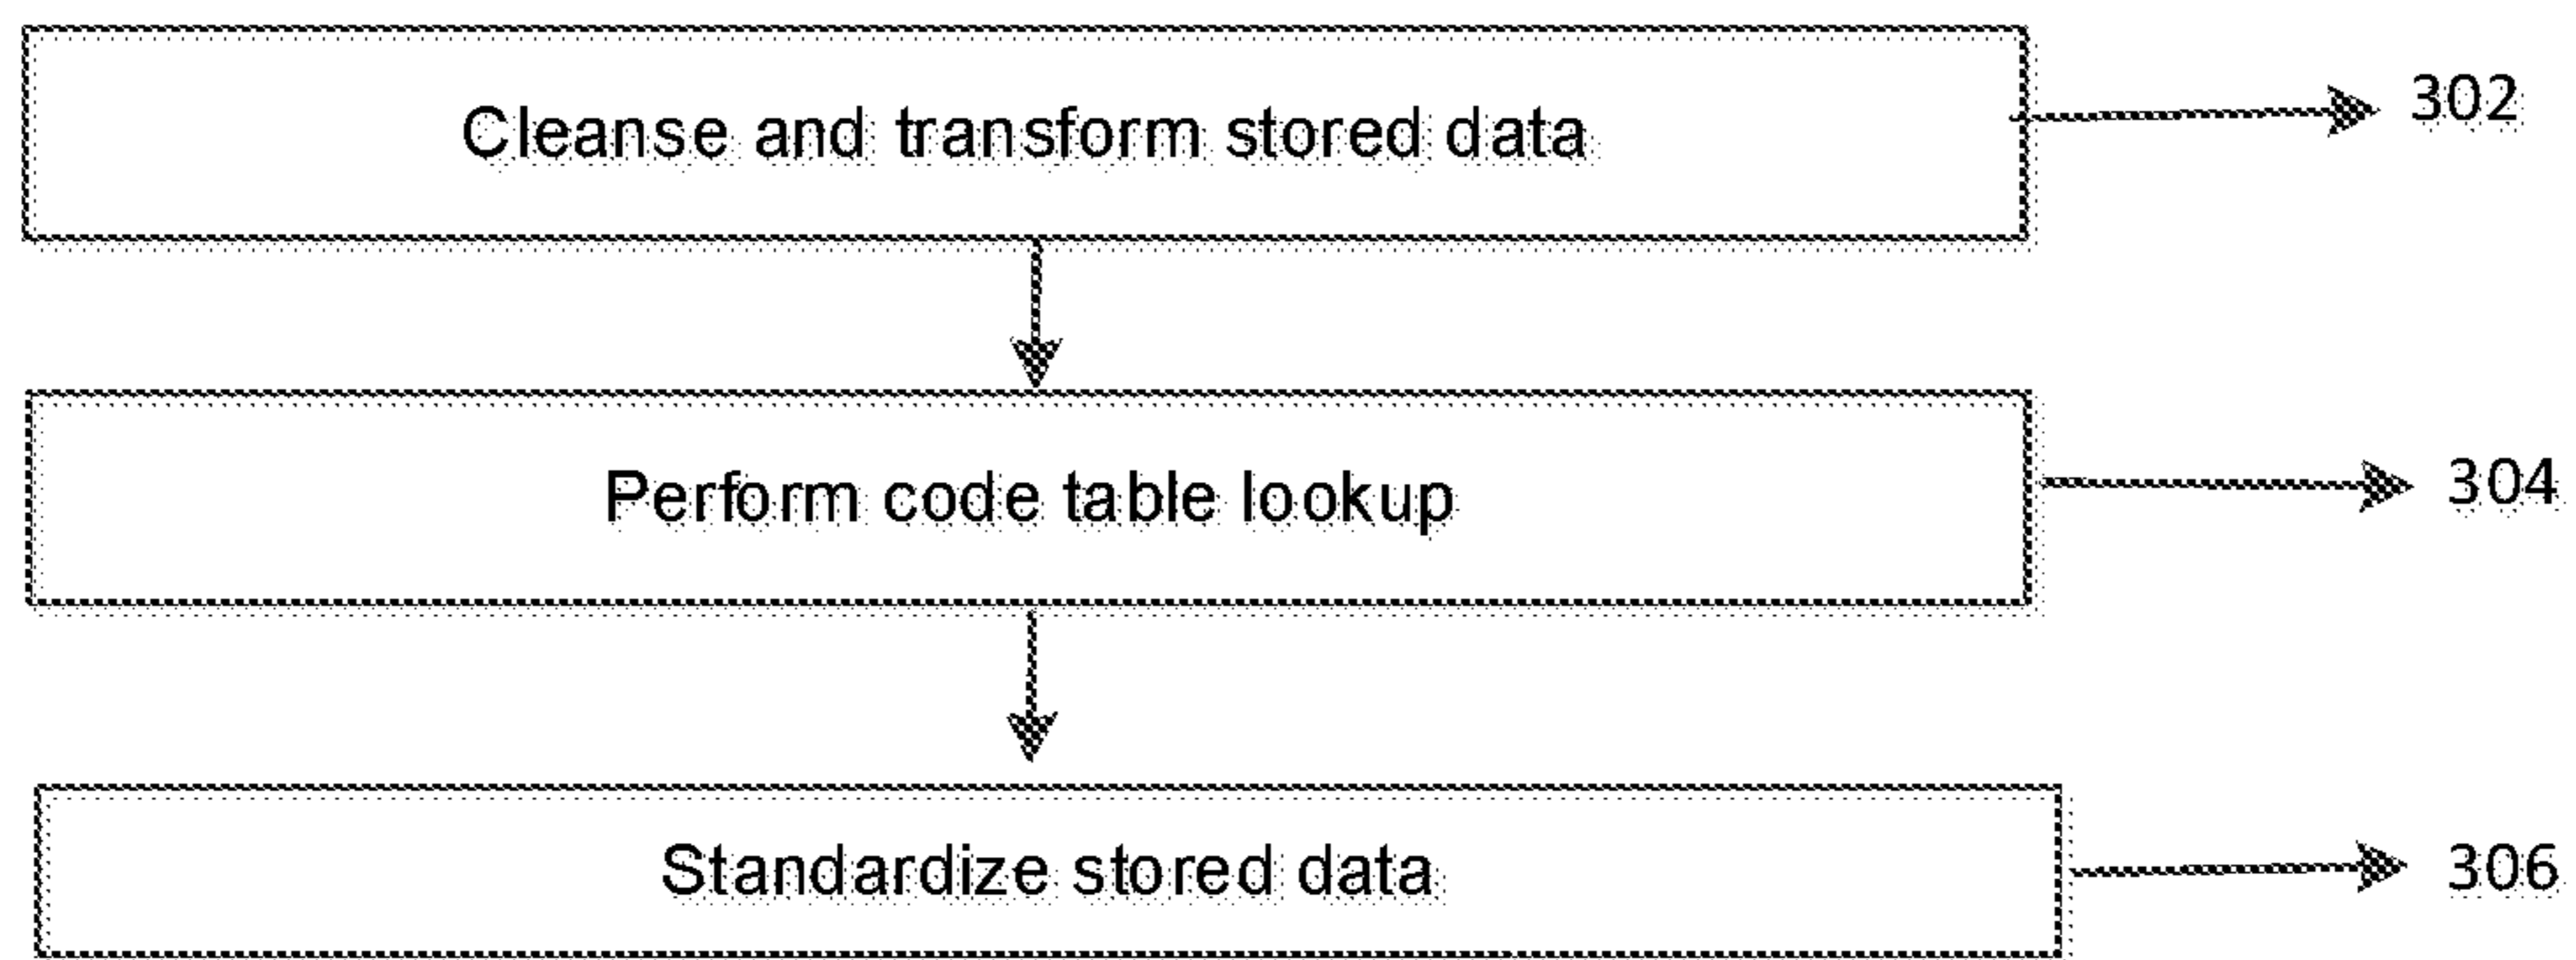 Cleanse and transform stored data
302
Perform code table lookup
304
Standardize stored data
306